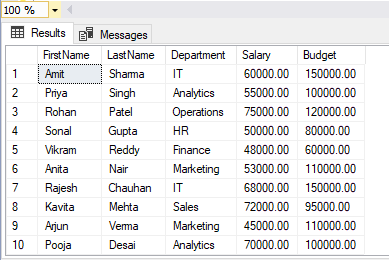 100 %
Results Messages
FirstName LastName Department Salary Budget
1 Amit Sharma IT 60000.00 150000.00
2 Priya Singh Analytics 55000.00 100000.00
3 Rohan Patel Operations 75000.00 120000.00
4 Sonal Gupta HR 50000.00 80000.00
5 Vikram Reddy Finance 48000.00 60000.00
6 Anita Nair Marketing 53000.00 110000.00
7 Rajesh Chauhan IT 68000.00 150000.00
8 Kavita Mehta Sales 72000.00 95000.00
9 Arjun Verma Marketing 45000.00 110000.00
10 Pooja Desai Analytics 70000.00 100000.00